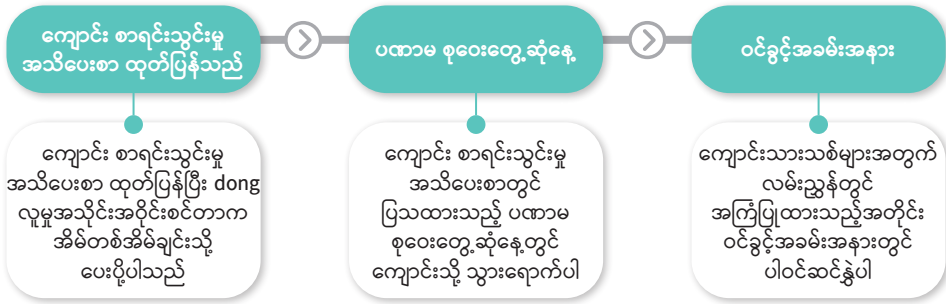 ကျောင်း စာရင်းသွင်းမှု
အသိပေးစာ ထုတ်ပြန်သည်
ပဏာမ စုဝေးတွေ့ဆုံနေ့
ဝင်ခွင့်အခမ်းအနား
ကျောင်း စာရင်းသွင်းမှု
အသိပေးစာ ထုတ်ပြန်ပြီး dong
လူမှုအသိုင်းအဝိုင်းစင်တာက
အိမ်တစ်အိမ်ချင်းသို့
ပေးပို့ပါသည်
ကျောင်း စာရင်းသွင်းမှု
အသိပေးစာတွင်
ပြသထားသည့် ပဏာမ
စုဝေးတွေ့ဆုံနေ့တွင်
ကျောင်းသို့ သွားရောက်ပါ
ကျောင်းသားသစ်များအတွက်
လမ်းညွှန်တွင်
အကြံပြုထားသည့်အတိုင်း
ဝင်ခွင့်အခမ်းအနားတွင်
ပါဝင်ဆင်နွှဲပါ